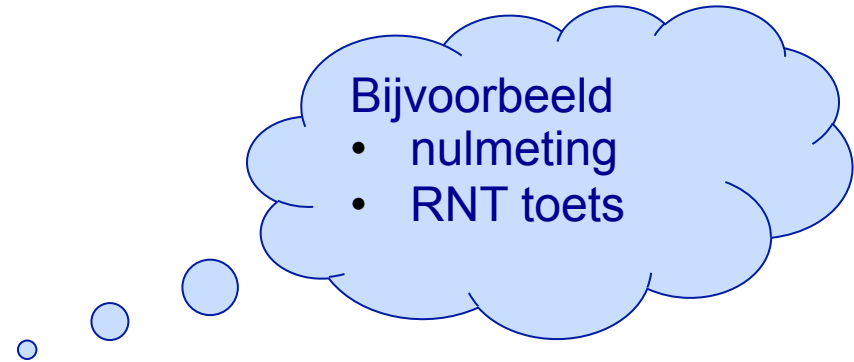 Bijvoorbeeld
• nulmeting
• RNT toets